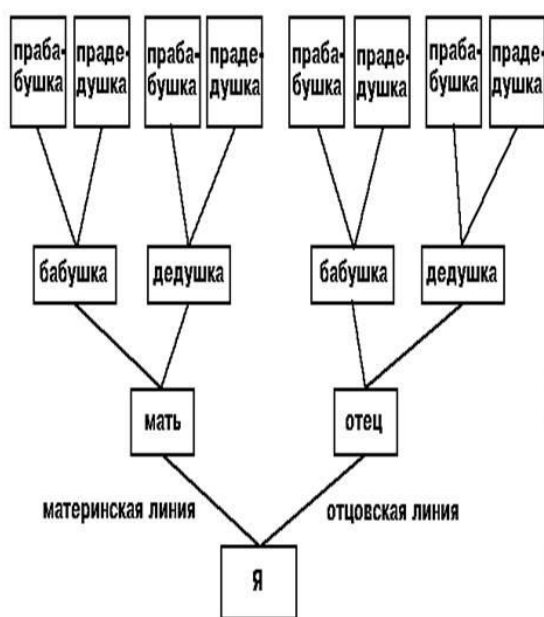 праба-
бушка
праде-
душка
праба-
бушка
праде-
душка
праба-
бушка
праде-
душка
праба-
бушка
праде-
душка
бабушка
дедушка
бабушка
дедушка
мать
отец
материнская линия
отцовская линия
Я